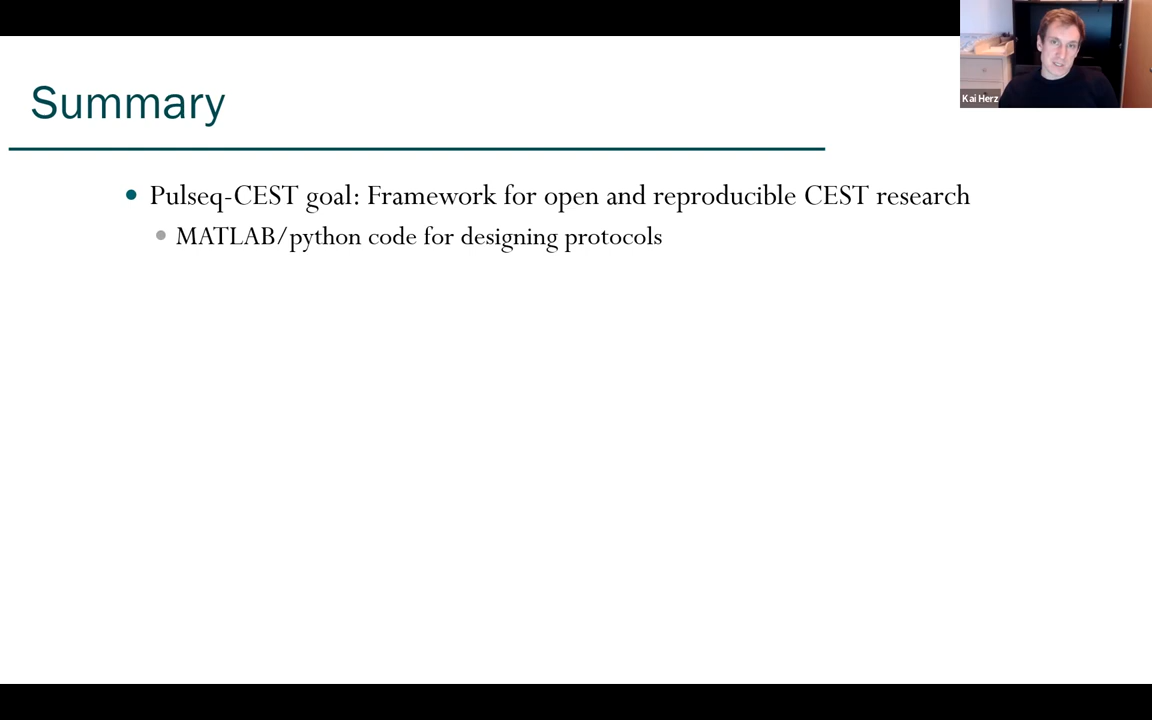 Summary
Pulseq-CEST goal: Framework for open and reproducible CEST research
MATLAB/python code for designing protocols
Kai Herz